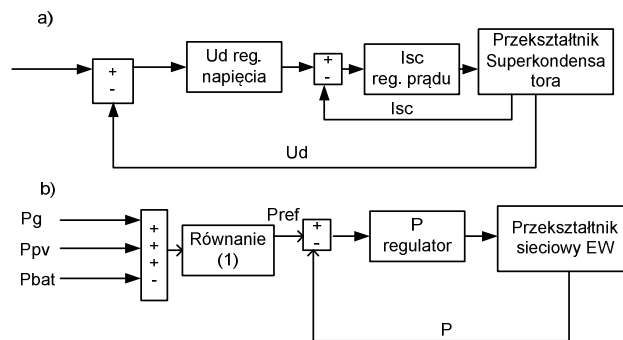 a)
+
-
Ud reg.
napięcia
+
-
Isc
reg. prądu
Przekształtnik
Superkondensa
tora
Isc
Ud
b)
Pg
Ppv
Pbat
+
+
+
-
Równanie
(1)
Pref
+
-
P
regulator
Przekształtnik
sieciowy EW
P